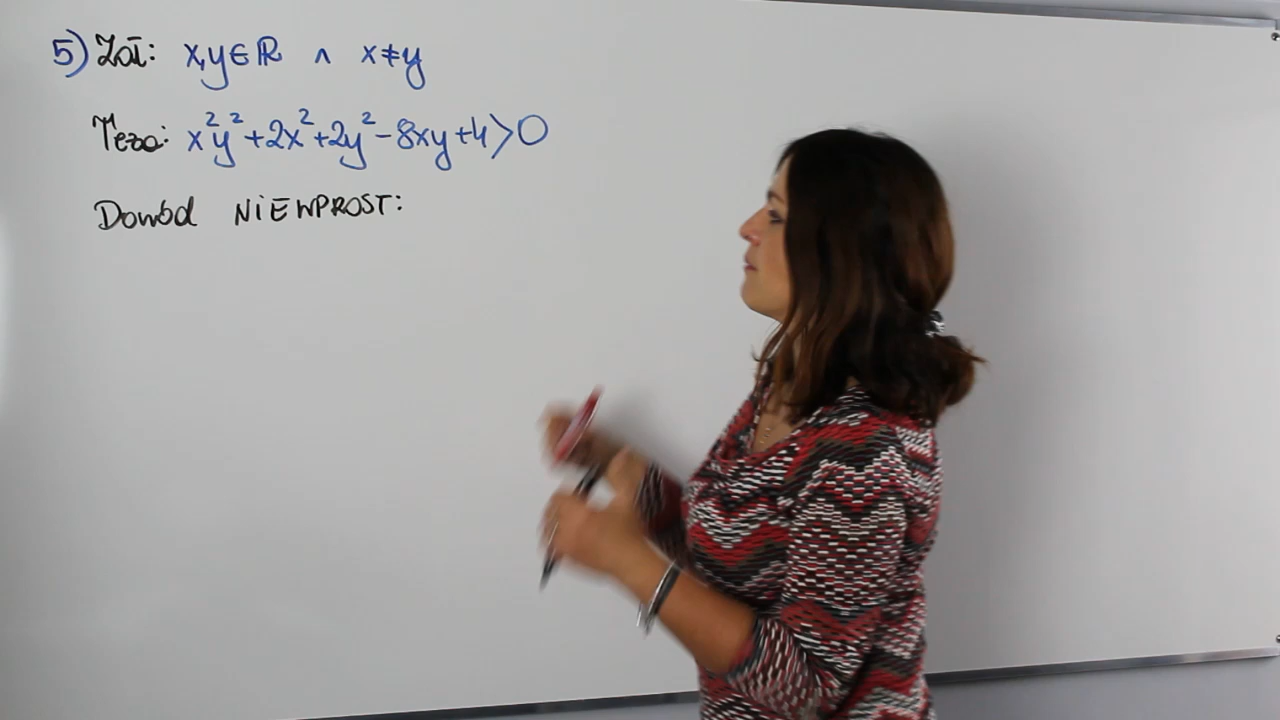 5) Zał: x,y∈ℝ ∧ x≠y
Teza: x²y²+2x²+2y²-8xy+4>0
Dowód NiEWPROST: